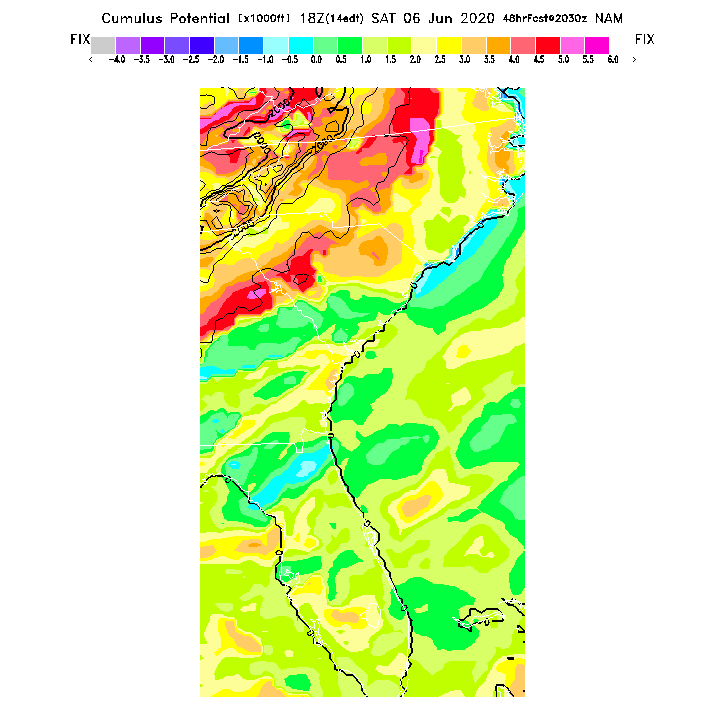 Cumulus Potential [x1000ft] 18Z(14edt) SAT 06 Jun 2020 48hrFcst@2030z NAM
FIX FIX
< -4.0 -3.5 -3.0 -2.5 -2.0 -1.5 -1.0 -0.5 0.0 0.5 1.0 1.5 2.0 2.5 3.0 3.5 4.0 4.5 5.0 5.5 6.0 >
2000
2000